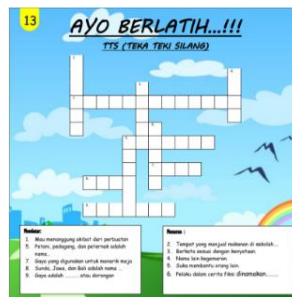 13
AYO BERLATIH...!!!
TTS (TEKA TEKI SILANG)
Mendatar:
1. Mau menanggung akibat dari perbuatan
5. Petani, pedagang, dan peternak adalah
nama..
7. Gaya yang digunakan untuk menarik meja
8. Sunda, Jawa, dan Bali adalah nama ...
9. Gaya adalah ......... atau dorongan
Menurun :
2. Tempat yang menjual makanan di sekolah...
3. Berkata sesuai dengan kenyataan
4. Nama lain kegemaran
5. Suka membantu orang lain
6. Pelaku dalam cerita fiksi dinamakan.......